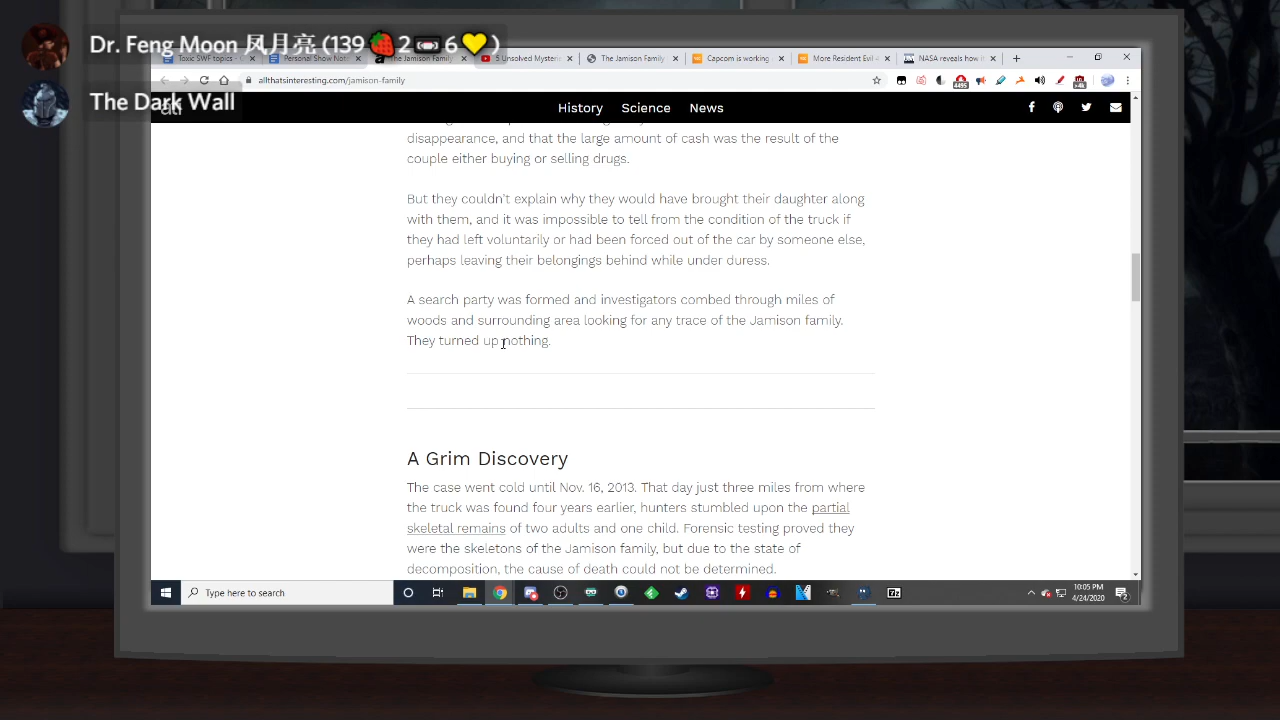 Dr. Feng Moon 凤月亮 (139🍓2📼6💛)
The Dark Wall
Toxic SWF topics -
Personal Show Not
The Jamison Family
5 Unsolved Mysterie
The Jamison Family
Capcom is working
More Resident Evil
NASA reveals how it
allthatsinteresting.com/jamison-family
ati
History
Science
News
disappearance, and that the large amount of cash was the result of the
couple either buying or selling drugs.
But they couldn't explain why they would have brought their daughter along
with them, and it was impossible to tell from the condition of the truck if
they had left voluntarily or had been forced out of the car by someone else,
perhaps leaving their belongings behind while under duress.
A search party was formed and investigators combed through miles of
woods and surrounding area looking for any trace of the Jamison family.
They turned up nothing.
A Grim Discovery
The case went cold until Nov. 16, 2013. That day just three miles from where
the truck was found four years earlier, hunters stumbled upon the partial
skeletal remains of two adults and one child. Forensic testing proved they
were the skeletons of the Jamison family, but due to the state of
decomposition, the cause of death could not be determined.
Type here to search
10:05 PM
4/24/2020